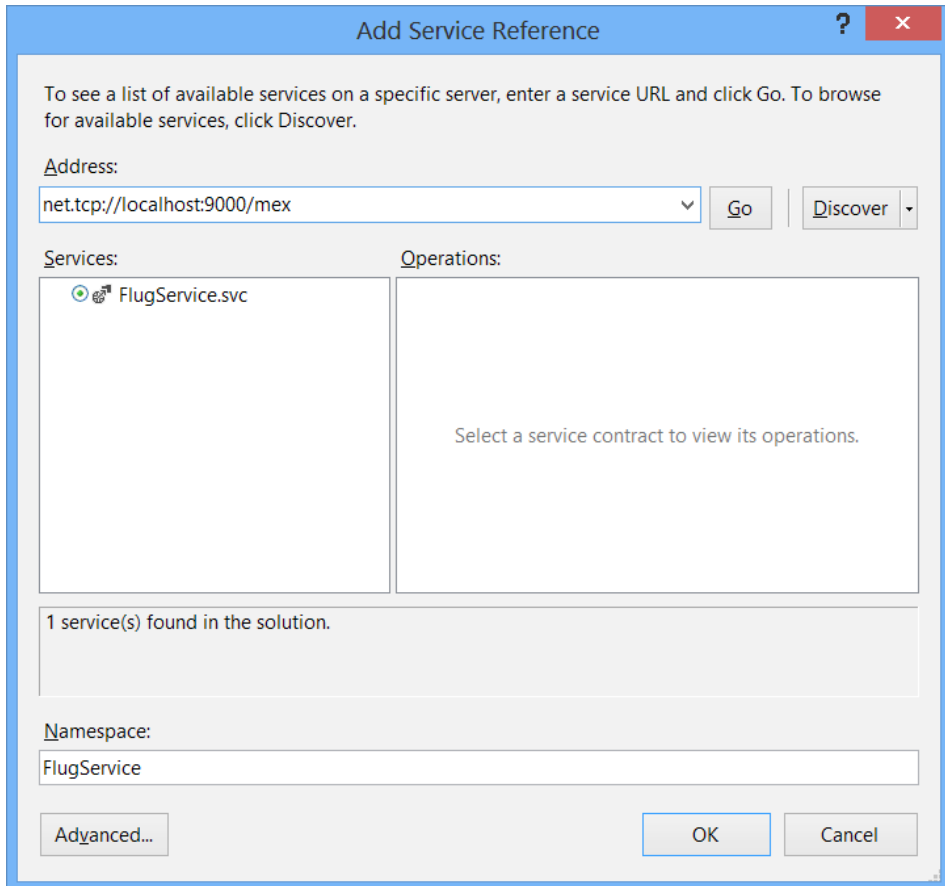 Add Service Reference
?
To see a list of available services on a specific server, enter a service URL and click Go. To browse
for available services, click Discover.
Address:
net.tcp://localhost:9000/mex
Go
Discover
Services:
Operations:
FlugService.svc
Select a service contract to view its operations.
1 service(s) found in the solution.
Namespace:
FlugService
Advanced...
OK
Cancel